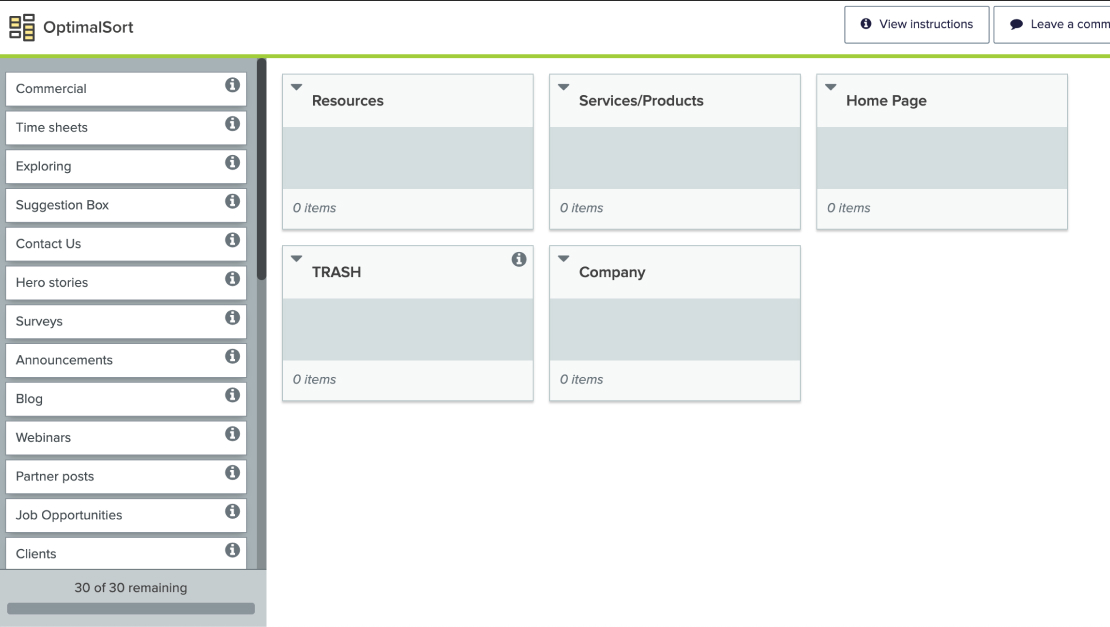 OptimalSort
View instructions
Leave a comm
Commercial
Time sheets
Exploring
Suggestion Box
Contact Us
Hero stories
Surveys
Announcements
Blog
Webinars
Partner posts
Job Opportunities
Clients
30 of 30 remaining
Resources
0 items
Services/Products
0 items
Home Page
0 items
TRASH
0 items
Company
0 items